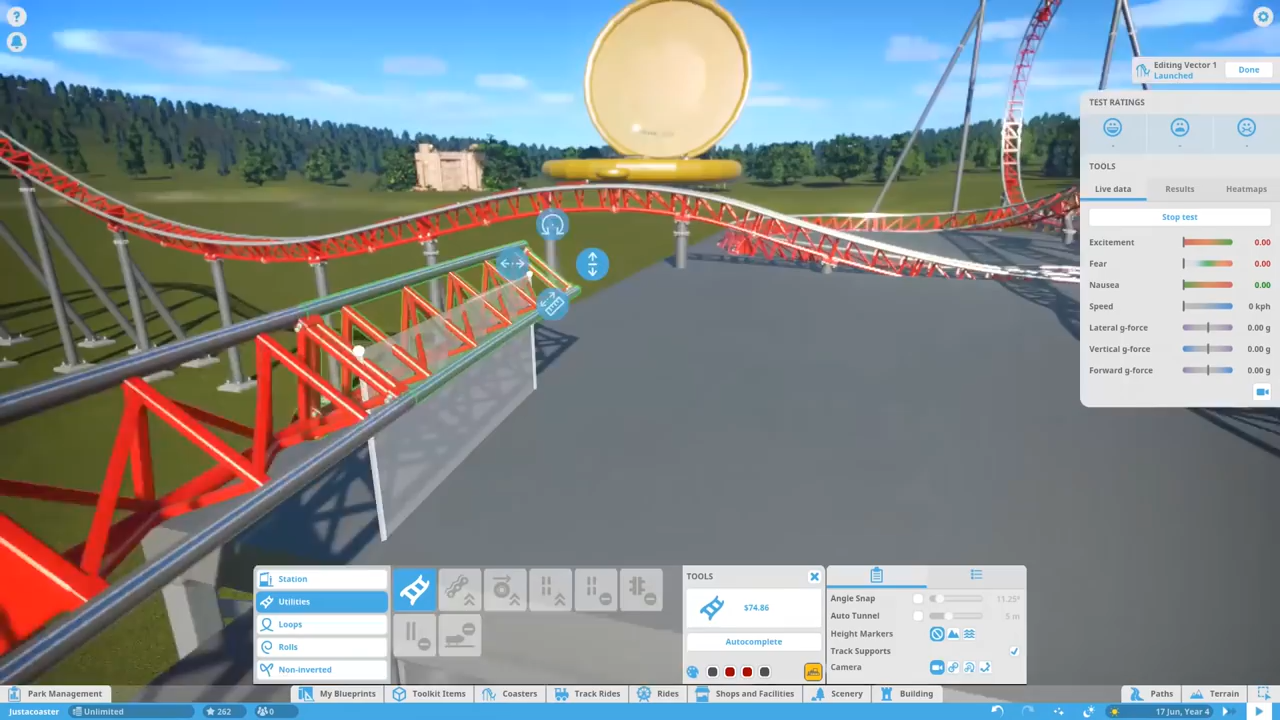 Editing Vector 1
Launched
Done
TEST RATINGS
- - -
TOOLS
Live data Results Heatmaps
Stop test
Excitement 0.00
Fear 0.00
Nausea 0.00
Speed 0 kph
Lateral g-force 0.00 g
Vertical g-force 0.00 g
Forward g-force 0.00 g
Station
Utilities
Loops
Rolls
Non-inverted
TOOLS
$74.86
Autocomplete
Angle Snap 11.25°
Auto Tunnel 5 m
Height Markers
Track Supports
Camera
Park Management My Blueprints Toolkit Items Coasters Track Rides Rides Shops and Facilities Scenery Building Paths Terrain
Justacoaster Unlimited 262 0 17 Jun, Year 4